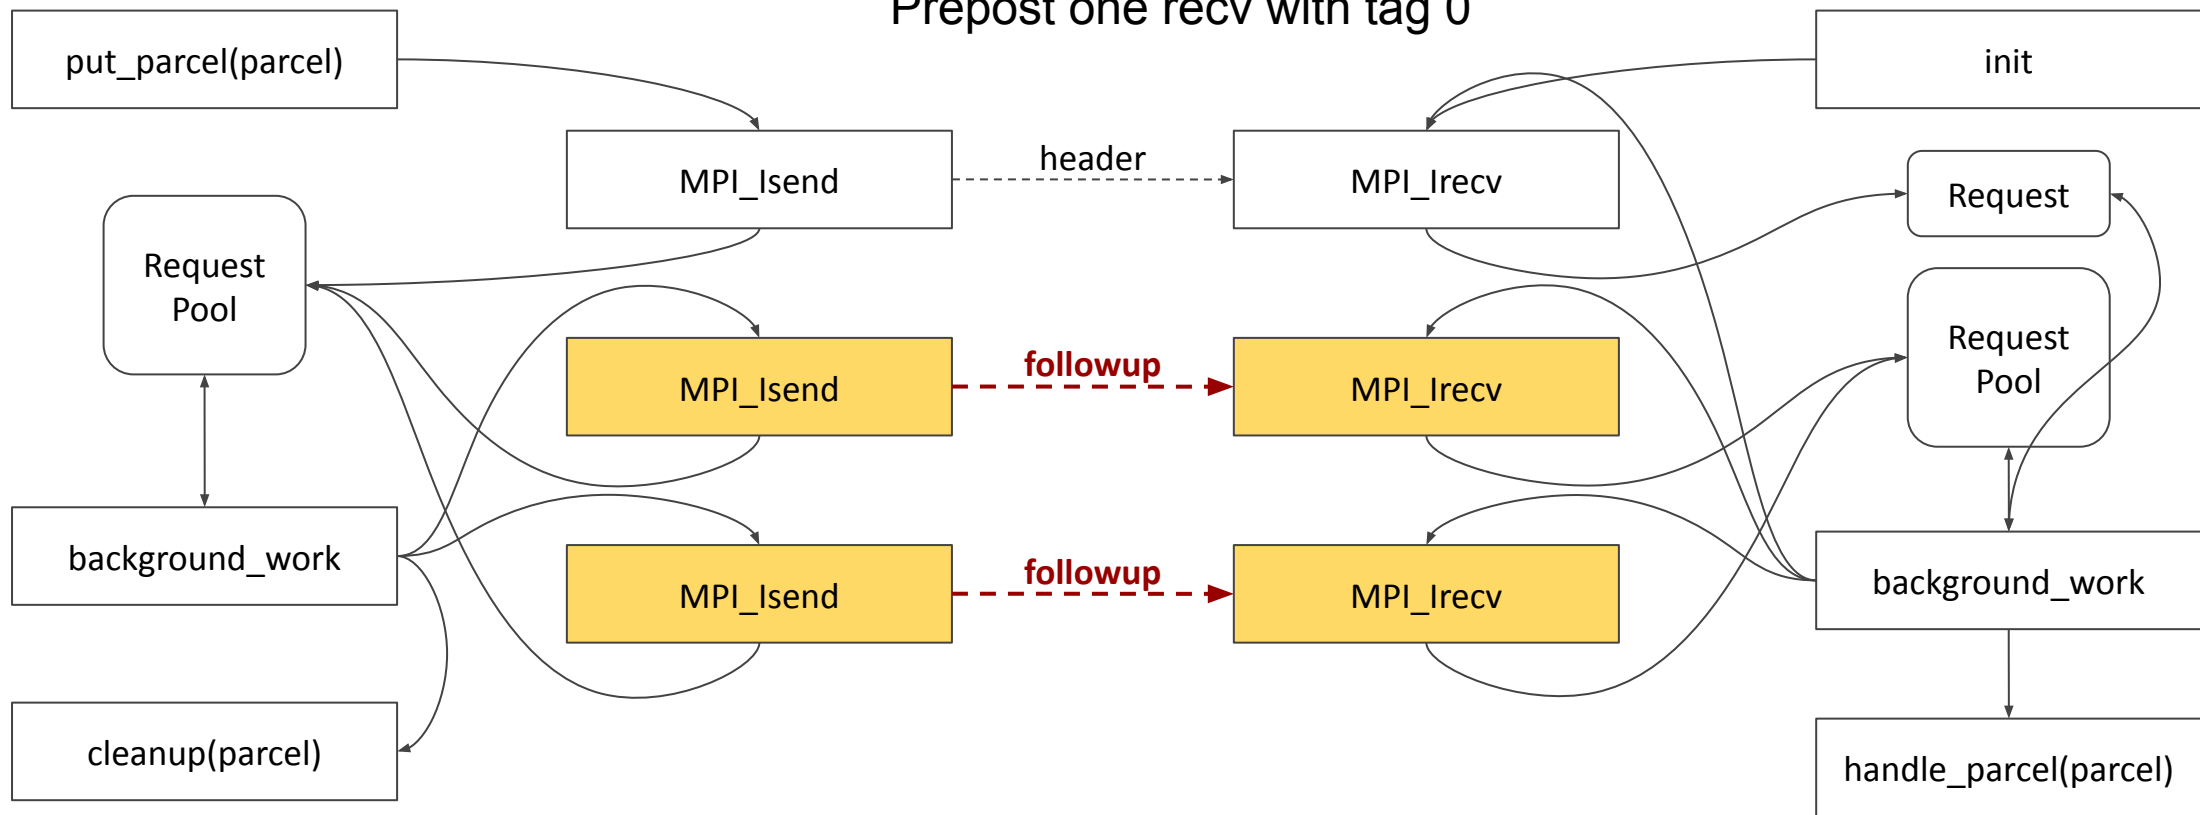 Prepost one recv with tag 0
put_parcel(parcel)
init
header
MPI_Isend
MPI_Irecv
Request
Request
Pool
Request
Pool
followup
MPI_Isend
MPI_Irecv
background_work
followup
MPI_Isend
MPI_Irecv
background_work
cleanup(parcel)
handle_parcel(parcel)